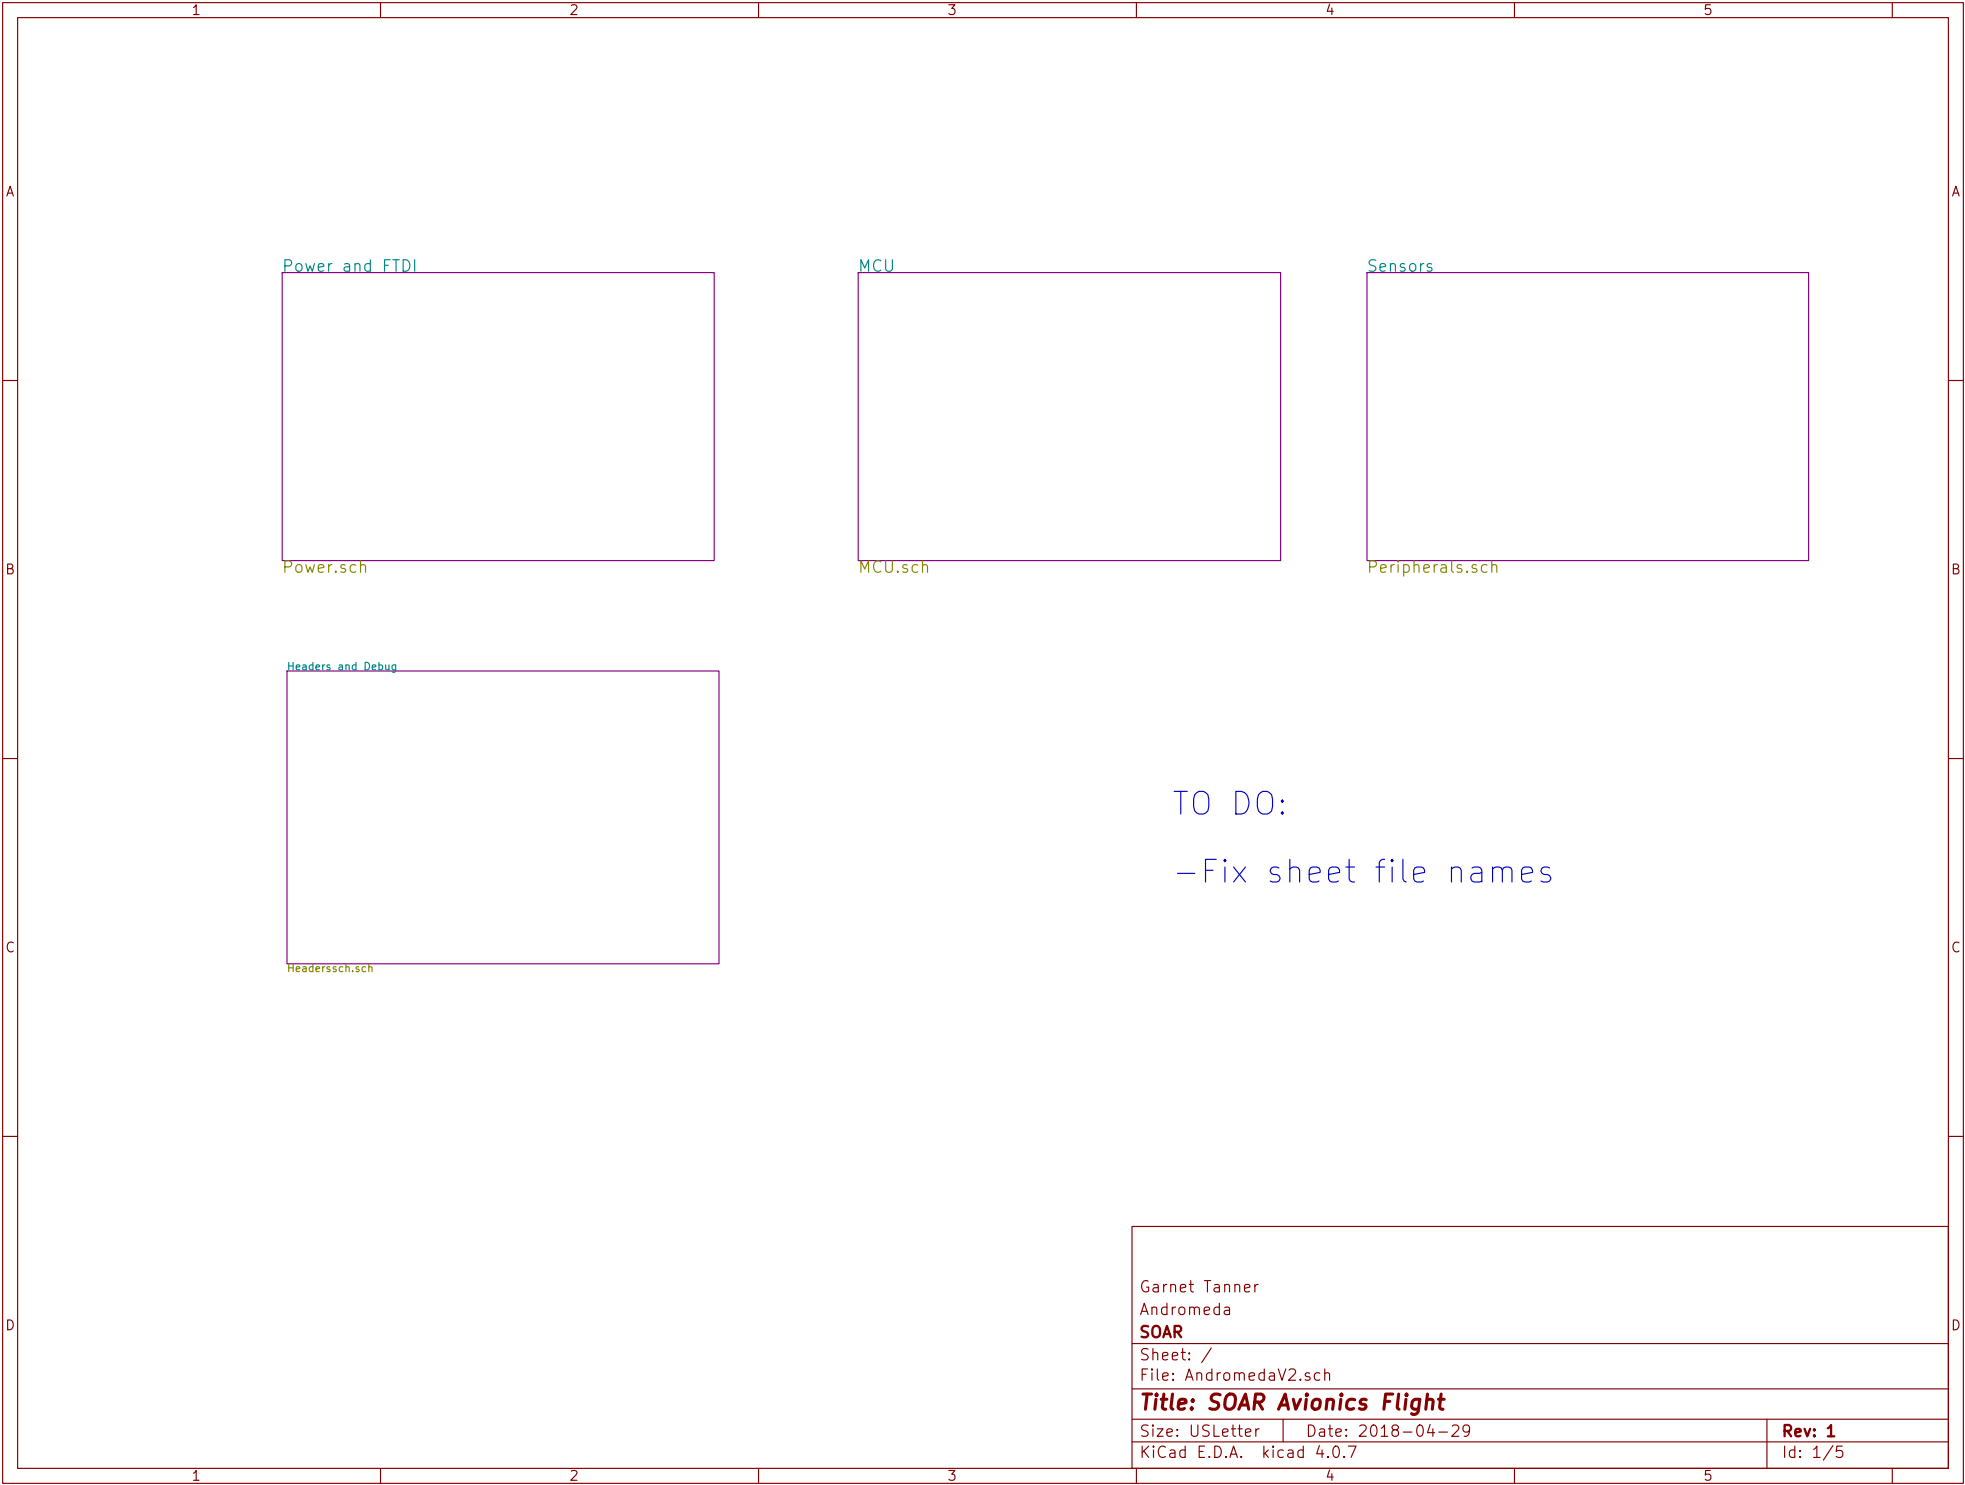 1 2 3 4 5
A A
Power and FTDI MCU Sensors
Power.sch MCU.sch Peripherals.sch
B B
Headers and Debug
TO DO:
-Fix sheet file names
C C
Headerssch.sch
Garnet Tanner
Andromeda
D D
SOAR
Sheet: /
File: AndromedaV2.sch
Title: SOAR Avionics Flight
Size: USLetter Date: 2018-04-29 Rev: 1
KiCad E.D.A. kicad 4.0.7 Id: 1/5
1 2 3 4 5